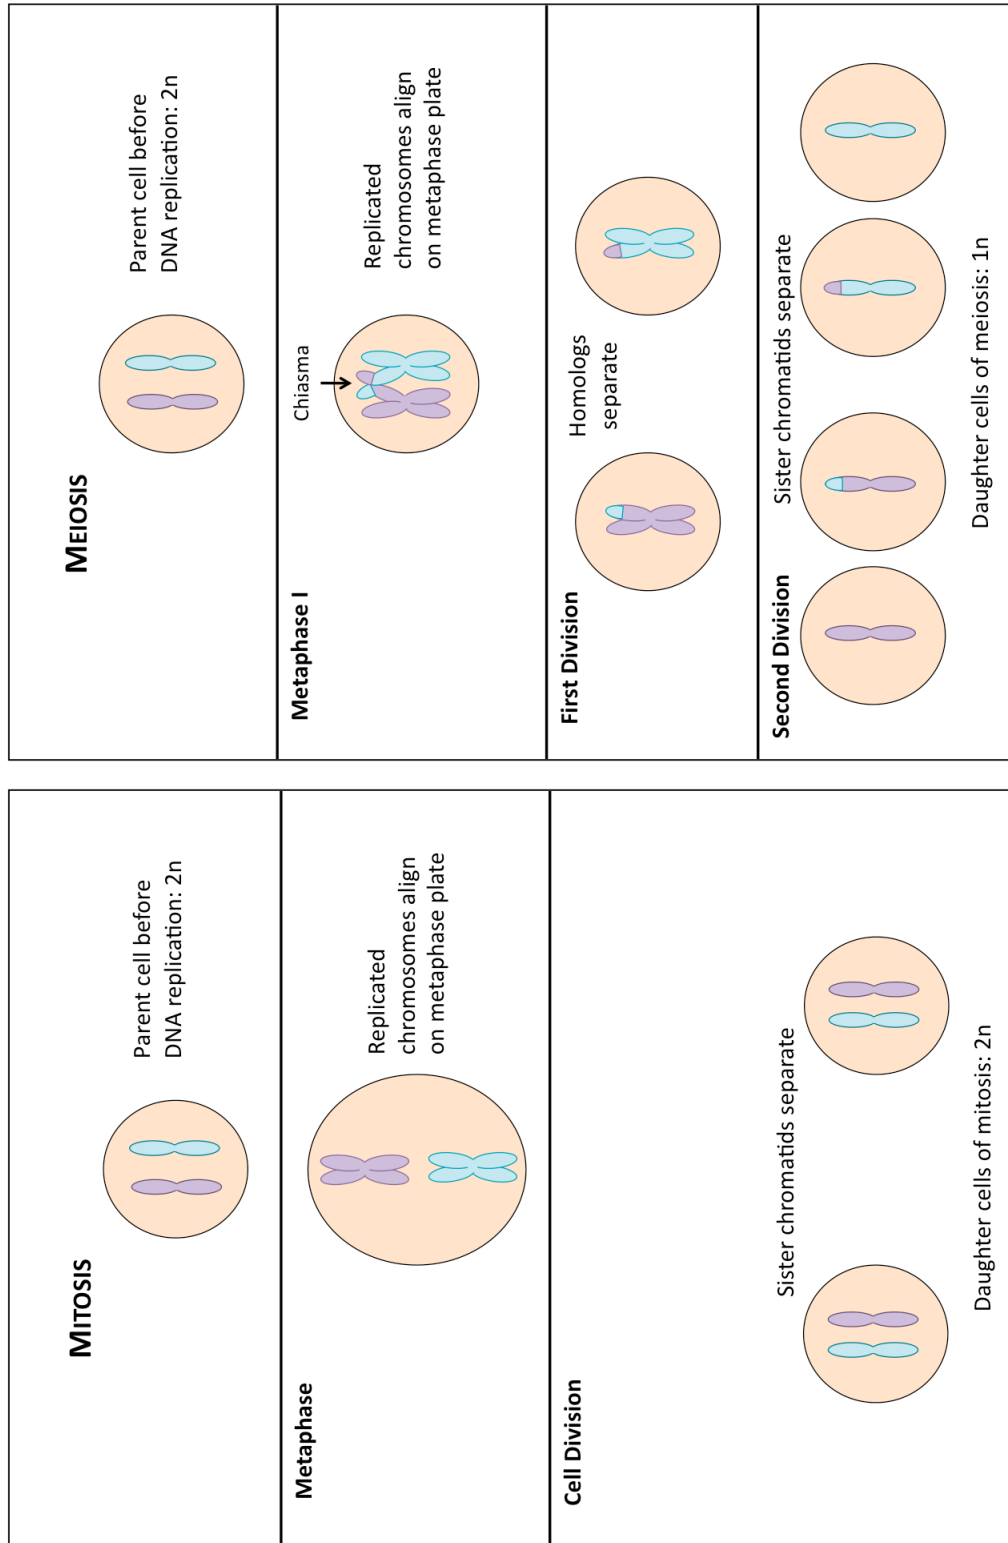 MITOSIS
Parent cell before
DNA replication: 2n
Metaphase
Replicated
chromosomes align
on metaphase plate
Cell Division
Sister chromatids separate
Daughter cells of mitosis: 2n
MEIOSIS
Parent cell before
DNA replication: 2n
Metaphase I
Chiasma
Replicated
chromosomes align
on metaphase plate
First Division
Homologs
separate
Second Division
Sister chromatids separate
Daughter cells of meiosis: 1n